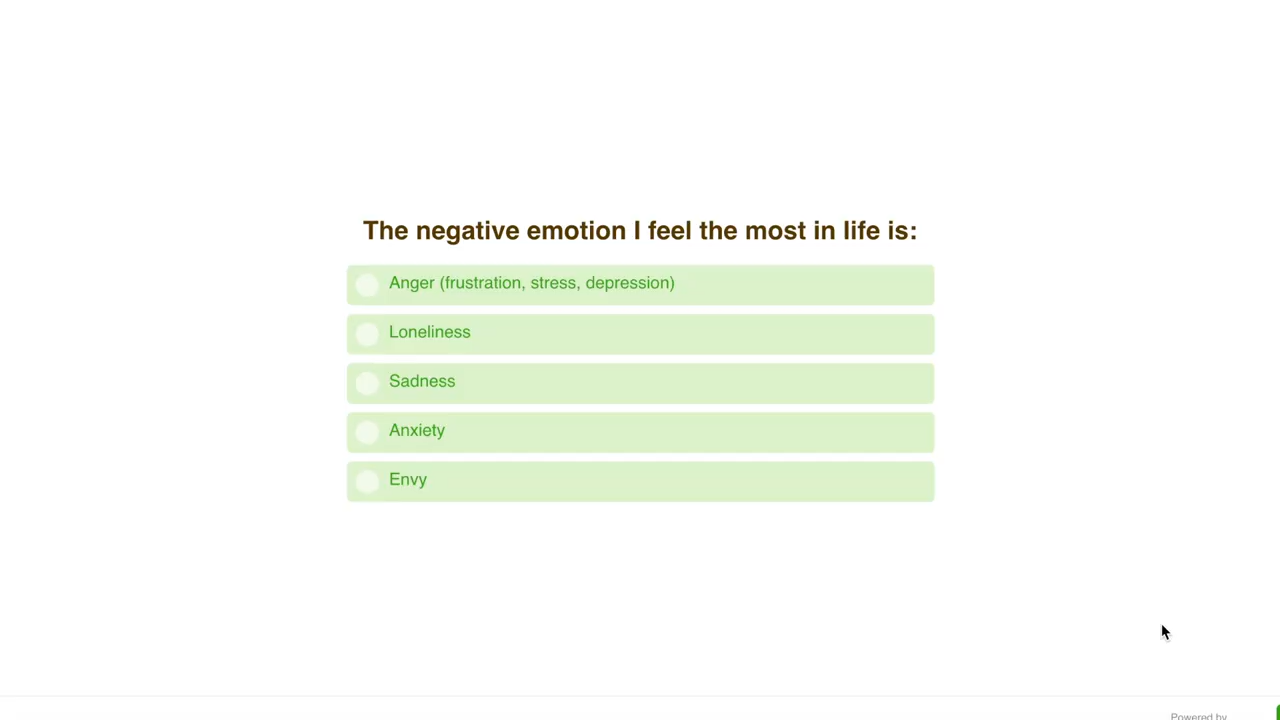 The negative emotion I feel the most in life is:
Anger (frustration, stress, depression)
Loneliness
Sadness
Anxiety
Envy
Powered by